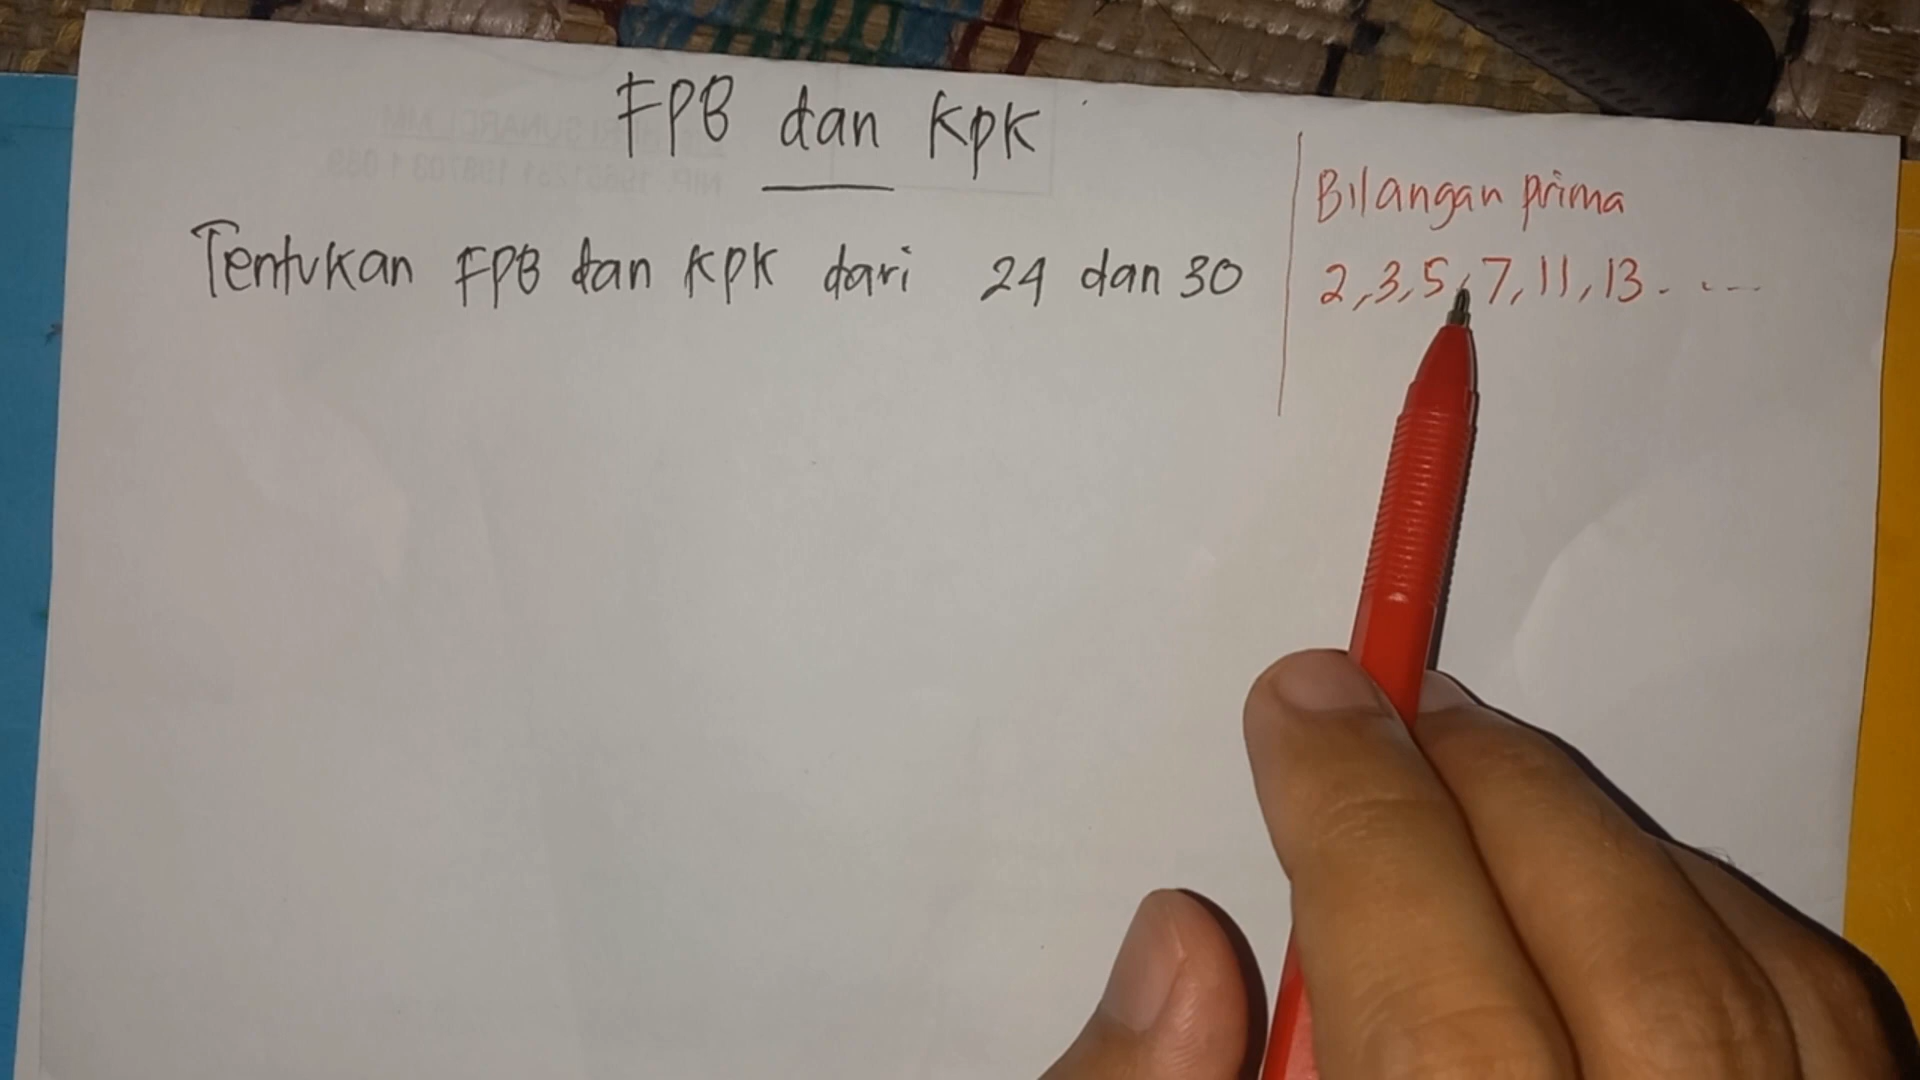 FPB dan KPK
Tentukan FPB dan KPK dari 24 dan 30
Bilangan prima
2, 3, 5, 7, 11, 13 . . . . .